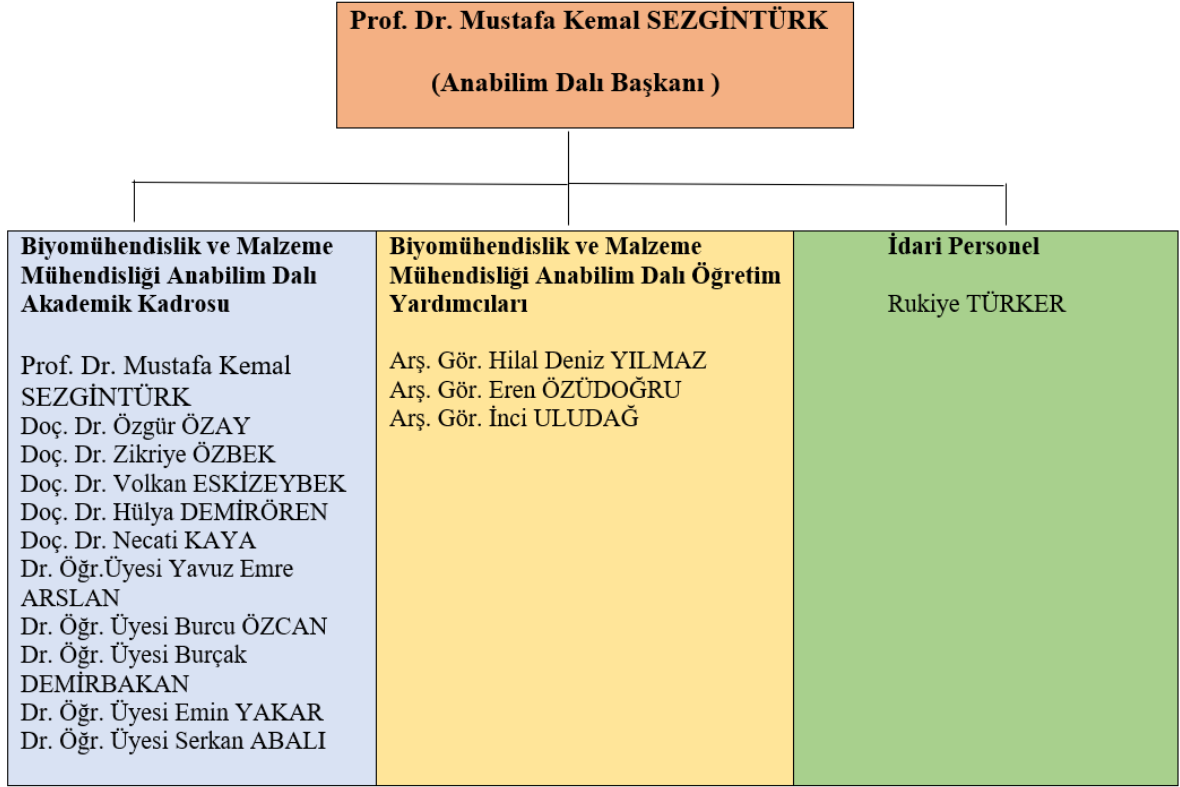 Prof. Dr. Mustafa Kemal SEZGİNTÜRK
(Anabilim Dalı Başkanı )
Biyomühendislik ve Malzeme
Mühendisliği Anabilim Dalı
Akademik Kadrosu
Prof. Dr. Mustafa Kemal
SEZGİNTÜRK
Doç. Dr. Özgür ÖZAY
Doç. Dr. Zikriye ÖZBEK
Doç. Dr. Volkan ESKİZEYBEK
Doç. Dr. Hülya DEMİRÖREN
Doç. Dr. Necati KAYA
Dr. Öğr.Üyesi Yavuz Emre
ARSLAN
Dr. Öğr. Üyesi Burcu ÖZCAN
Dr. Öğr. Üyesi Burçak
DEMİRBAKAN
Dr. Öğr. Üyesi Emin YAKAR
Dr. Öğr. Üyesi Serkan ABALI
Biyomühendislik ve Malzeme
Mühendisliği Anabilim Dalı Öğretim
Yardımcıları
Arş. Gör. Hilal Deniz YILMAZ
Arş. Gör. Eren ÖZÜDOĞRU
Arş. Gör. İnci ULUDAĞ
İdari Personel
Rukiye TÜRKER